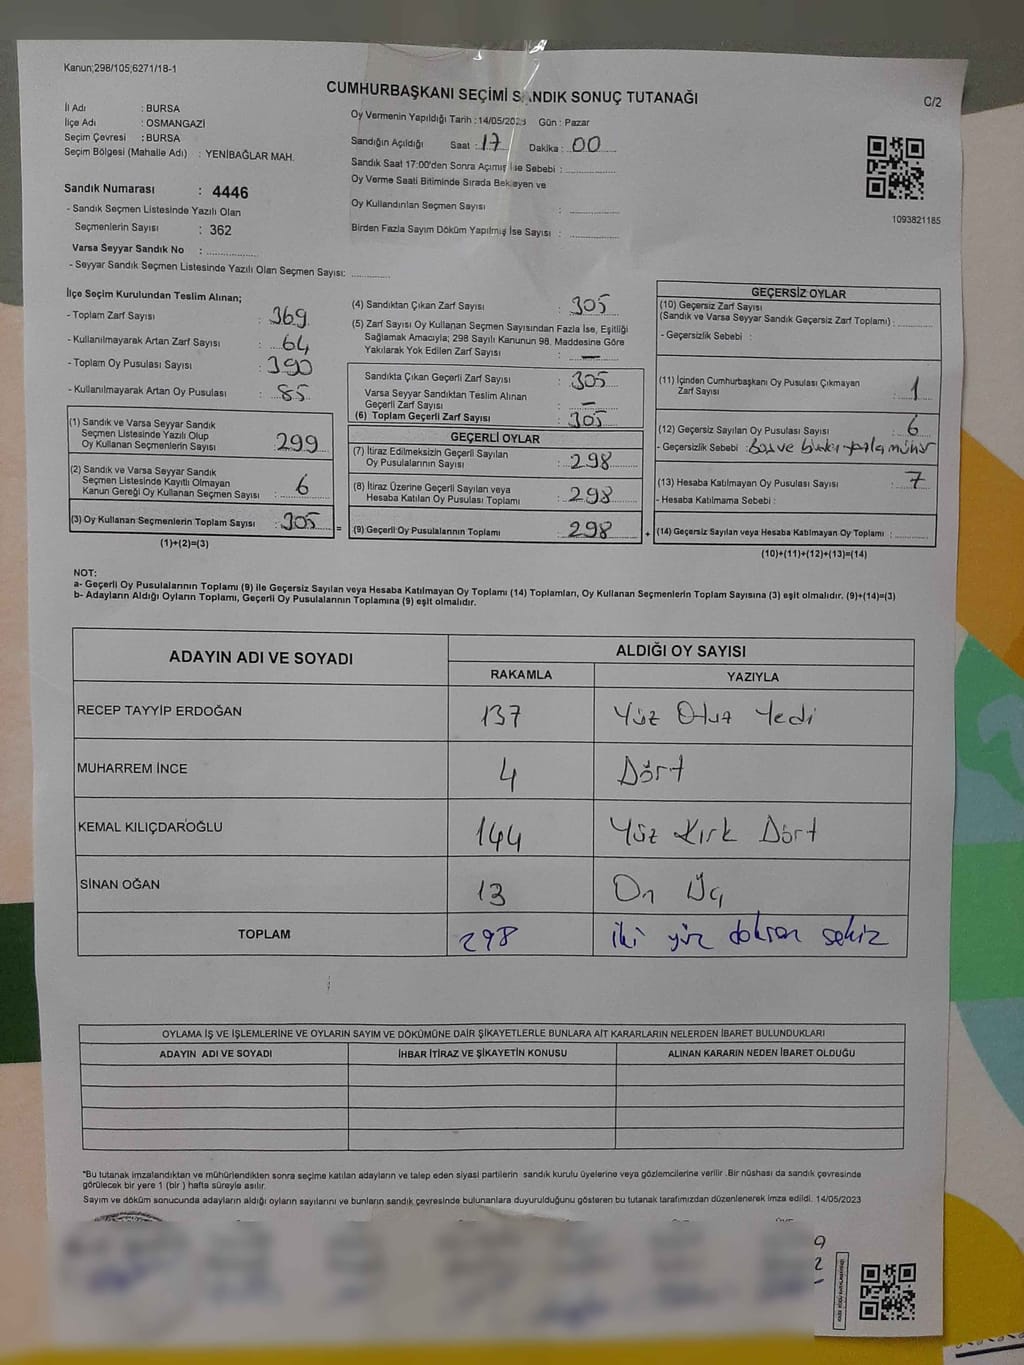 Kanun;298/105;6271/18-1
CUMHURBAŞKANI SEÇİMİ SANDIK SONUÇ TUTANAĞI
C/2
İl Adı : BURSA
İlçe Adı : OSMANGAZİ
Seçim Çevresi : BURSA
Seçim Bölgesi (Mahalle Adı) : YENİBAĞLAR MAH.
Sandık Numarası : 4446
- Sandık Seçmen Listesinde Yazılı Olan
Seçmenlerin Sayısı : 362
Varsa Seyyar Sandık No : ..............
- Seyyar Sandık Seçmen Listesinde Yazılı Olan Seçmen Sayısı: ..........
Oy Vermenin Yapıldığı Tarih : 14/05/2023 Gün : Pazar
Sandığın Açıldığı Saat : 17 Dakika : 00
Sandık Saat 17:00'den Sonra Açımış İse Sebebi : ..............
Oy Verme Saati Bitiminde Sırada Bekleyen ve
Oy Kullandırılan Seçmen Sayısı : ..............
Birden Fazla Sayım Döküm Yapılmış İse Sayısı : ..............
1093821185
İlçe Seçim Kurulundan Teslim Alınan;
- Toplam Zarf Sayısı : 369
- Kullanılmayarak Artan Zarf Sayısı : 64
- Toplam Oy Pusulası Sayısı : 390
- Kullanılmayarak Artan Oy Pusulası : 85
(1) Sandık ve Varsa Seyyar Sandık
Seçmen Listesinde Yazılı Olup
Oy Kullanan Seçmenlerin Sayısı : 299
(2) Sandık ve Varsa Seyyar Sandık
Seçmen Listesinde Kayıtlı Olmayan
Kanun Gereği Oy Kullanan Seçmen Sayısı : 6
(3) Oy Kullanan Seçmenlerin Toplam Sayısı : 305 =
(1)+(2)=(3)
(4) Sandıktan Çıkan Zarf Sayısı : 305
(5) Zarf Sayısı Oy Kullanan Seçmen Sayısından Fazla İse, Eşitliği
Sağlamak Amacıyla; 298 Sayılı Kanunun 98. Maddesine Göre
Yakılarak Yok Edilen Zarf Sayısı : —
Sandıkta Çıkan Geçerli Zarf Sayısı : 305
Varsa Seyyar Sandıktan Teslim Alınan
Geçerli Zarf Sayısı : —
(6) Toplam Geçerli Zarf Sayısı : 305
GEÇERLİ OYLAR
(7) İtiraz Edilmeksizin Geçerli Sayılan
Oy Pusulalarının Sayısı : 298
(8) İtiraz Üzerine Geçerli Sayılan veya
Hesaba Katılan Oy Pusulası Toplamı : 298
(9) Geçerli Oy Pusulalarının Toplamı : 298 +
GEÇERSİZ OYLAR
(10) Geçersiz Zarf Sayısı
(Sandık ve Varsa Seyyar Sandık Geçersiz Zarf Toplamı) : ..........
- Geçersizlik Sebebi :
(11) İçinden Cumhurbaşkanı Oy Pusulası Çıkmayan
Zarf Sayısı : 1
(12) Geçersiz Sayılan Oy Pusulası Sayısı : 6
- Geçersizlik Sebebi : Boş ve birden fazla mühür
(13) Hesaba Katılmayan Oy Pusulası Sayısı : 7
- Hesaba Katılmama Sebebi :
(14) Geçersiz Sayılan veya Hesaba Katılmayan Oy Toplamı : ..........
(10)+(11)+(12)+(13)=(14)
NOT:
a- Geçerli Oy Pusulalarının Toplamı (9) ile Geçersiz Sayılan veya Hesaba Katılmayan Oy Toplamı (14) Toplamları, Oy Kullanan Seçmenlerin Toplam Sayısına (3) eşit olmalıdır. (9)+(14)=(3)
b- Adayların Aldığı Oyların Toplamı, Geçerli Oy Pusulalarının Toplamına (9) eşit olmalıdır.
ADAYIN ADI VE SOYADI
ALDIĞI OY SAYISI
RAKAMLA YAZIYLA
RECEP TAYYİP ERDOĞAN 137 Yüz Otuz Yedi
MUHARREM İNCE 4 Dört
KEMAL KILIÇDAROĞLU 144 Yüz Kırk Dört
SİNAN OĞAN 13 On Üç
TOPLAM 298 iki yüz doksan sekiz
OYLAMA İŞ VE İŞLEMLERİNE VE OYLARIN SAYIM VE DÖKÜMÜNE DAİR ŞİKAYETLERLE BUNLARA AİT KARARLARIN NELERDEN İBARET BULUNDUKLARI
ADAYIN ADI VE SOYADI İHBAR İTİRAZ VE ŞİKAYETİN KONUSU ALINAN KARARIN NEDEN İBARET OLDUĞU
*Bu tutanak imzalandıktan ve mühürlendikten sonra seçime katılan adayların ve talep eden siyasi partilerin sandık kurulu üyelerine veya gözlemcilerine verilir. Bir nüshası da sandık çevresinde
görülecek bir yere 1 (bir) hafta süreyle asılır.
Sayım ve döküm sonucunda adayların aldığı oyların sayılarını ve bunların sandık çevresinde bulunanlara duyurulduğunu gösteren bu tutanak tarafımızdan düzenlenerek imza edildi. 14/05/2023